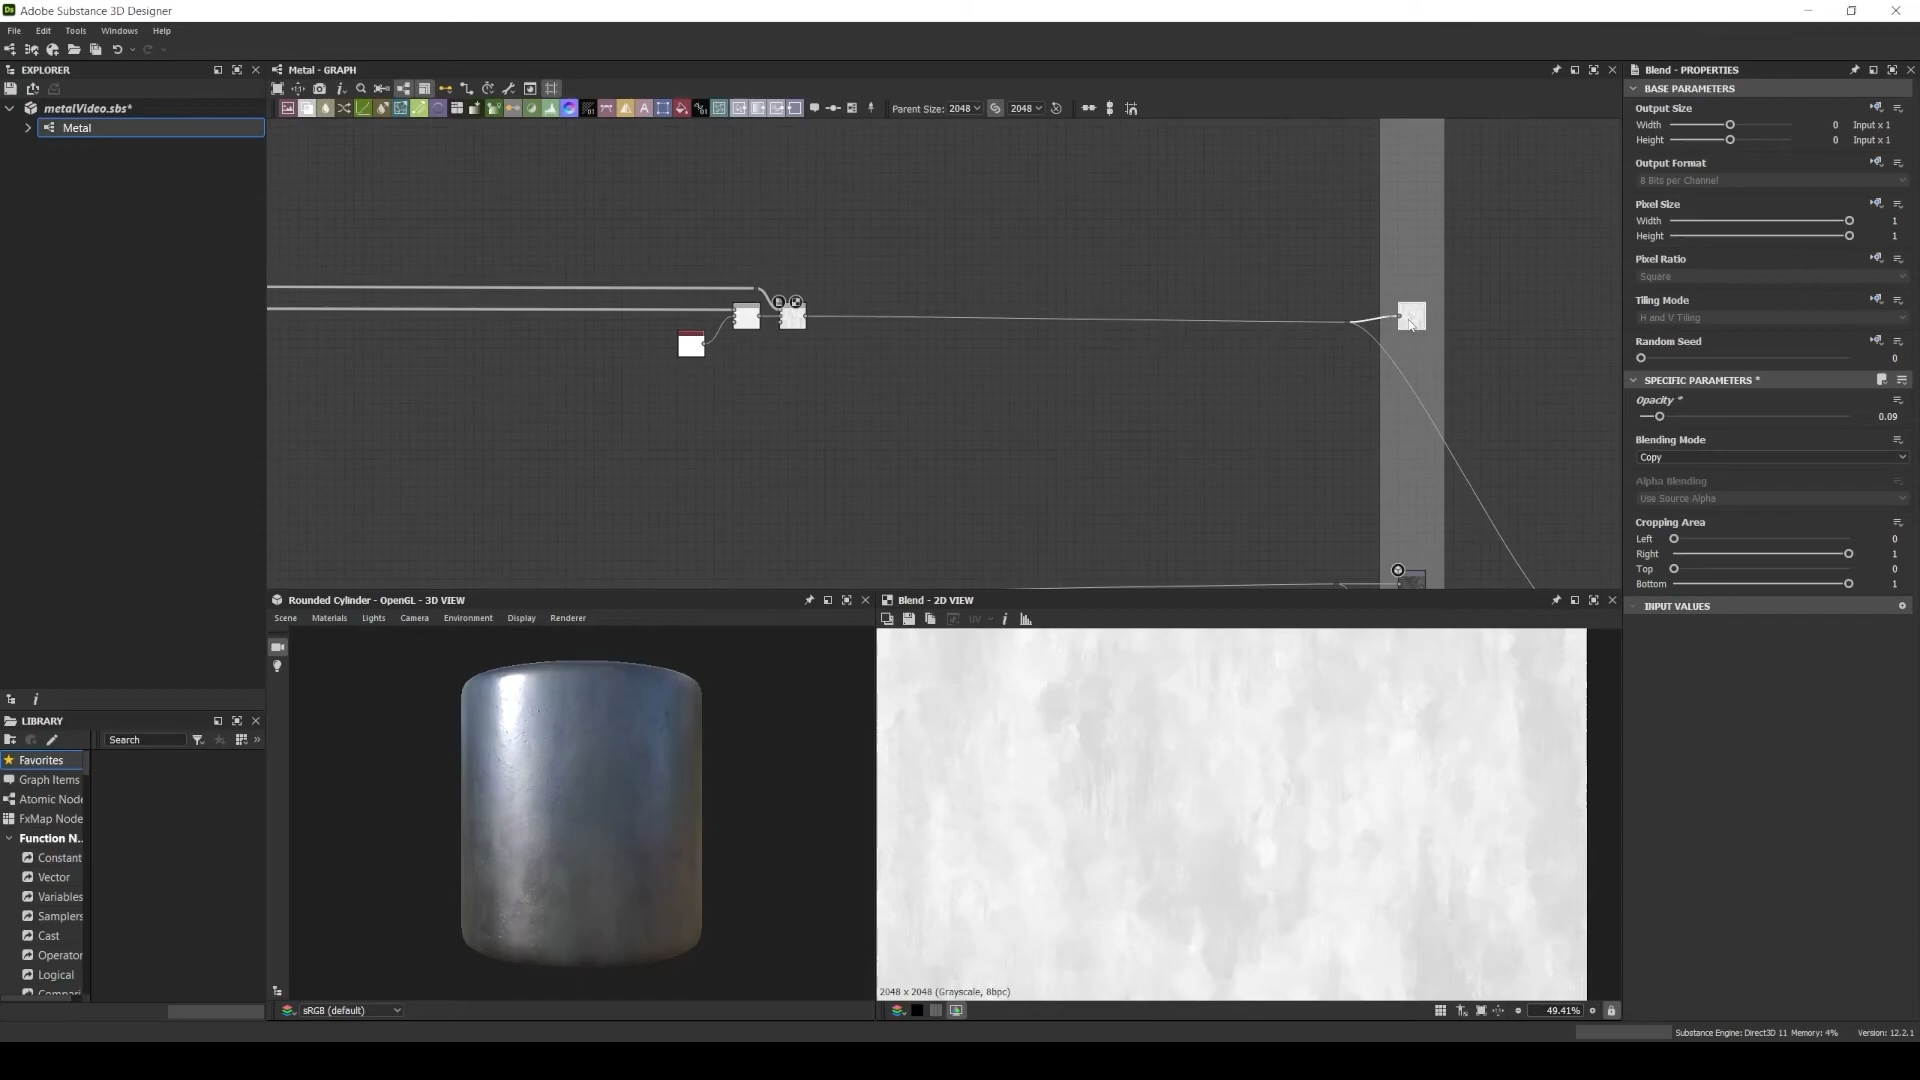 Adobe Substance 3D Designer
File Edit Tools Windows Help
EXPLORER
metalVideo.sbs*
Metal
Metal - GRAPH
Parent Size: 2048 2048
Blend - PROPERTIES
BASE PARAMETERS
Output Size
Width 0 Input x 1
Height 0 Input x 1
Output Format
8 Bits per Channel
Pixel Size
Width 1
Height 1
Pixel Ratio
Square
Tiling Mode
H and V Tiling
Random Seed
0
SPECIFIC PARAMETERS *
Opacity *
0.09
Blending Mode
Copy
Alpha Blending
Use Source Alpha
Cropping Area
Left 0
Right 1
Top 0
Bottom 1
INPUT VALUES
Rounded Cylinder - OpenGL - 3D VIEW
Scene Materials Lights Camera Environment Display Renderer
sRGB (default)
Blend - 2D VIEW
UV
2048 x 2048 (Grayscale, 8bpc)
49.41%
LIBRARY
Search
Favorites
Graph Items
Atomic Node
FxMap Node
Function N..
Constant
Vector
Variables
Samplers
Cast
Operator
Logical
Substance Engine: Direct3D 11 Memory: 4% Version: 12.2.1